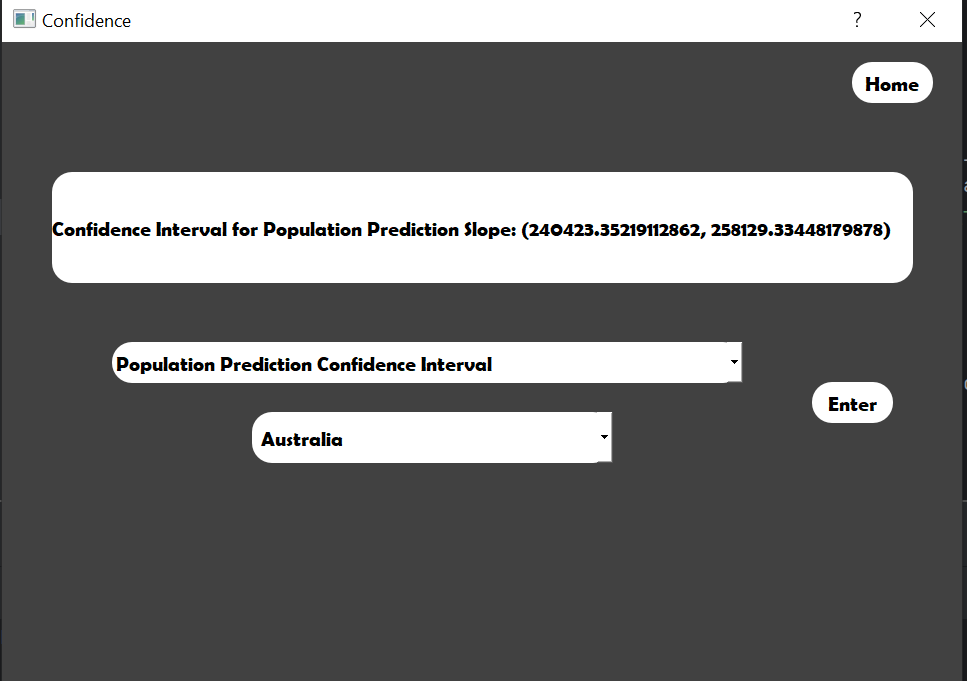 Confidence
?
Home
Confidence Interval for Population Prediction Slope: (240423.35219112862, 258129.33448179878)
Population Prediction Confidence Interval
Enter
Australia